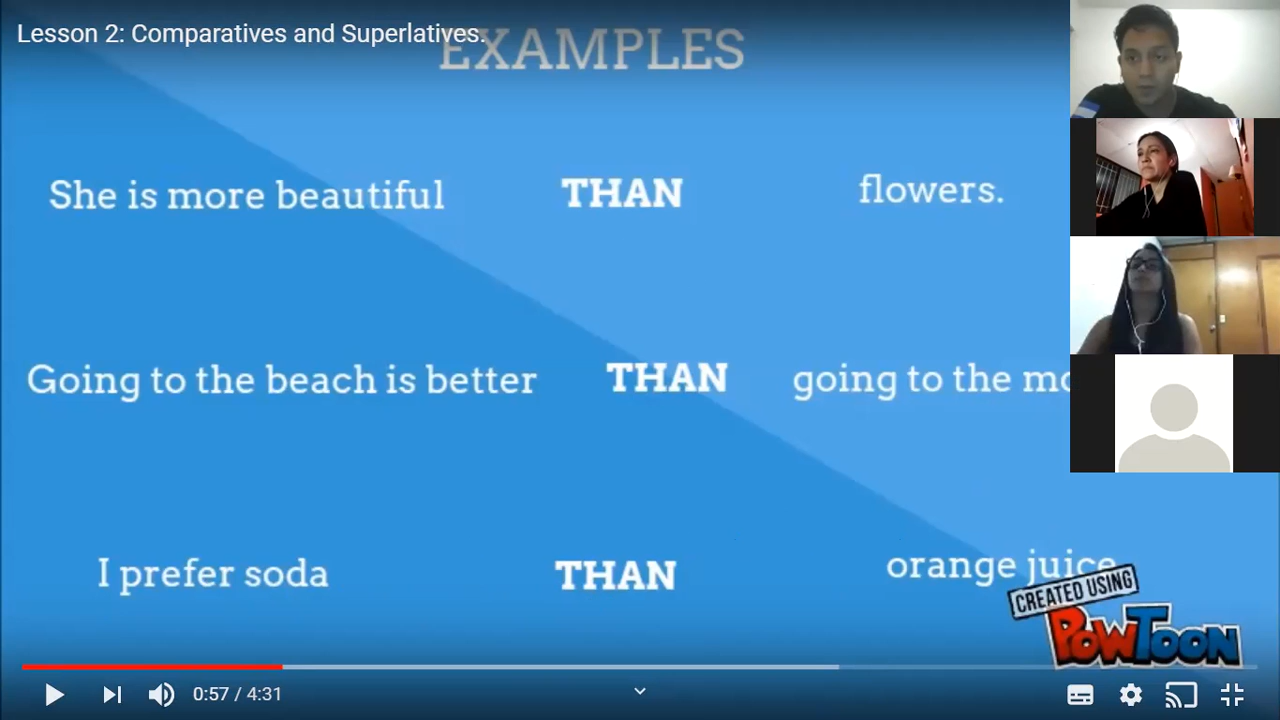 Lesson 2: Comparatives and Superlatives.
EXAMPLES
She is more beautiful THAN flowers.
Going to the beach is better THAN going to the
I prefer soda THAN orange juice
CREATED USING
POWTOON
0:57 / 4:31